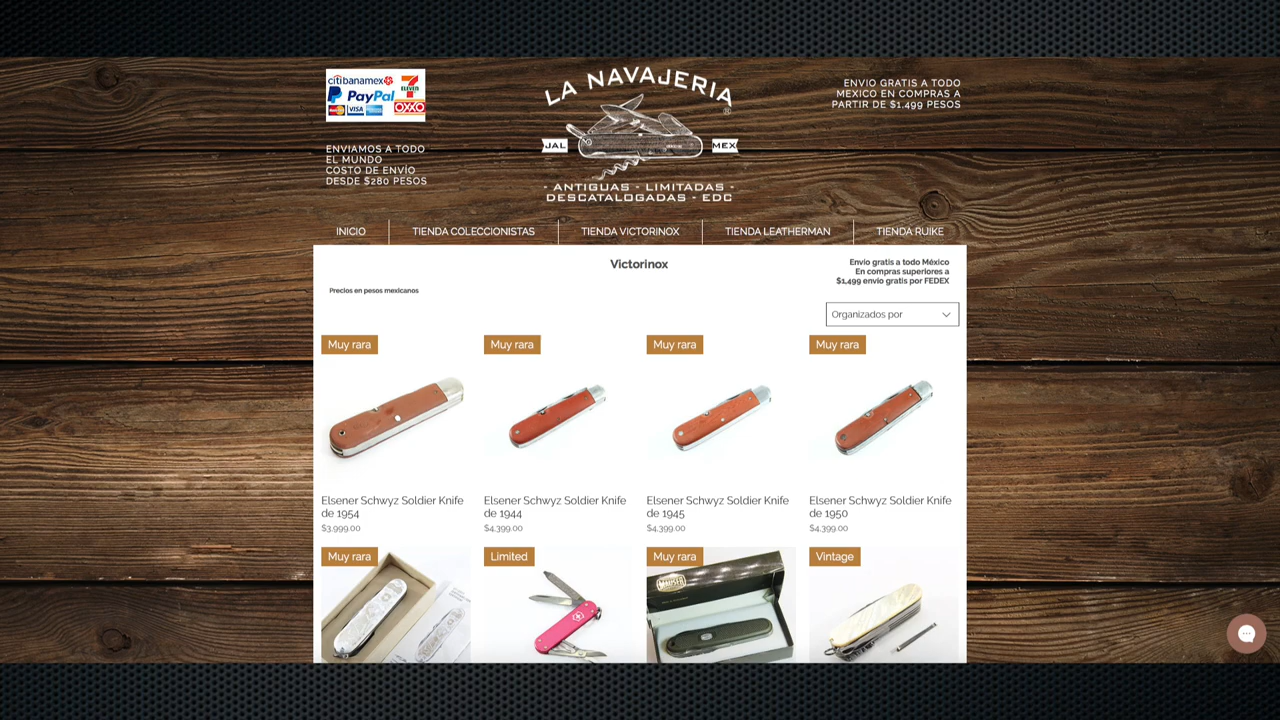 citibanamex
PayPal
7 ELEVEN
VISA
OXXO
ENVIAMOS A TODO
EL MUNDO
COSTO DE ENVÍO
DESDE $280 PESOS
LA NAVAJERIA
®
JAL
MEX
- ANTIGUAS - LIMITADAS -
DESCATALOGADAS - EDC
ENVIO GRATIS A TODO
MEXICO EN COMPRAS A
PARTIR DE $1,499 PESOS
INICIO
TIENDA COLECCIONISTAS
TIENDA VICTORINOX
TIENDA LEATHERMAN
TIENDA RUIKE
Victorinox
Envio gratis a todo México
En compras superiores a
$1,499 envio gratis por FEDEX
Precios en pesos mexicanos
Organizados por
Muy rara
Muy rara
Muy rara
Muy rara
Elsener Schwyz Soldier Knife
de 1954
$3,999.00
Elsener Schwyz Soldier Knife
de 1944
$4,399.00
Elsener Schwyz Soldier Knife
de 1945
$4,399.00
Elsener Schwyz Soldier Knife
de 1950
$4,399.00
Muy rara
Limited
Muy rara
Vintage
MAUSER